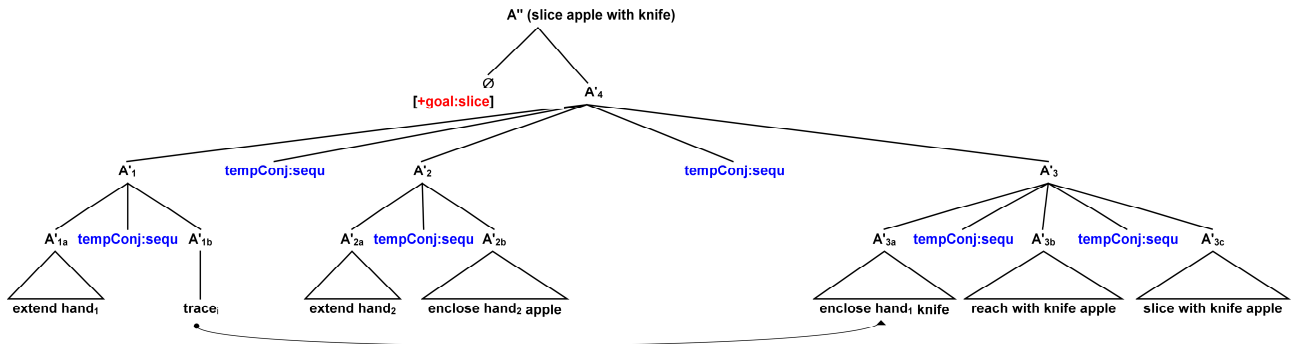 A" (slice apple with knife)
Ø
[+goal:slice]
A'₄
A'₁ tempConj:sequ A'₂ tempConj:sequ A'₃
A'₁ₐ tempConj:sequ A'₁b A'₂ₐ tempConj:sequ A'₂b A'₃ₐ tempConj:sequ A'₃b tempConj:sequ A'₃c
extend hand₁ traceᵢ extend hand₂ enclose hand₂ apple enclose hand₁ knife reach with knife apple slice with knife apple